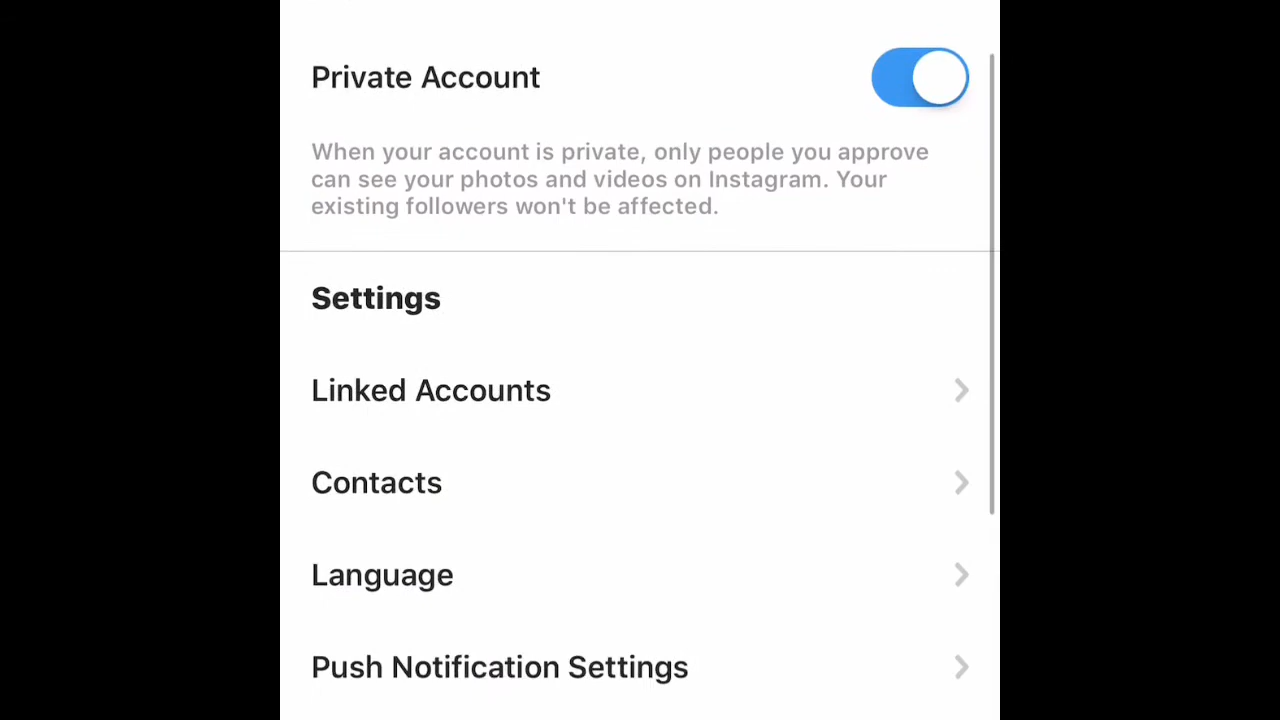 Private Account
When your account is private, only people you approve
can see your photos and videos on Instagram. Your
existing followers won't be affected.
Settings
Linked Accounts
Contacts
Language
Push Notification Settings